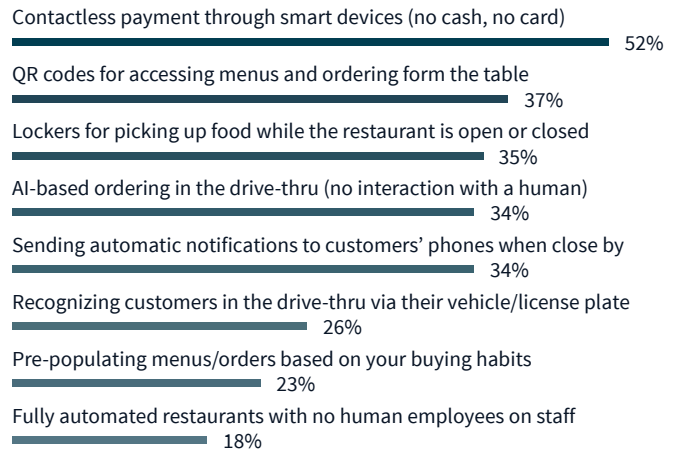 Contactless payment through smart devices (no cash, no card)
52%
QR codes for accessing menus and ordering form the table
37%
Lockers for picking up food while the restaurant is open or closed
35%
AI-based ordering in the drive-thru (no interaction with a human)
34%
Sending automatic notifications to customers’ phones when close by
34%
Recognizing customers in the drive-thru via their vehicle/license plate
26%
Pre-populating menus/orders based on your buying habits
23%
Fully automated restaurants with no human employees on staff
18%